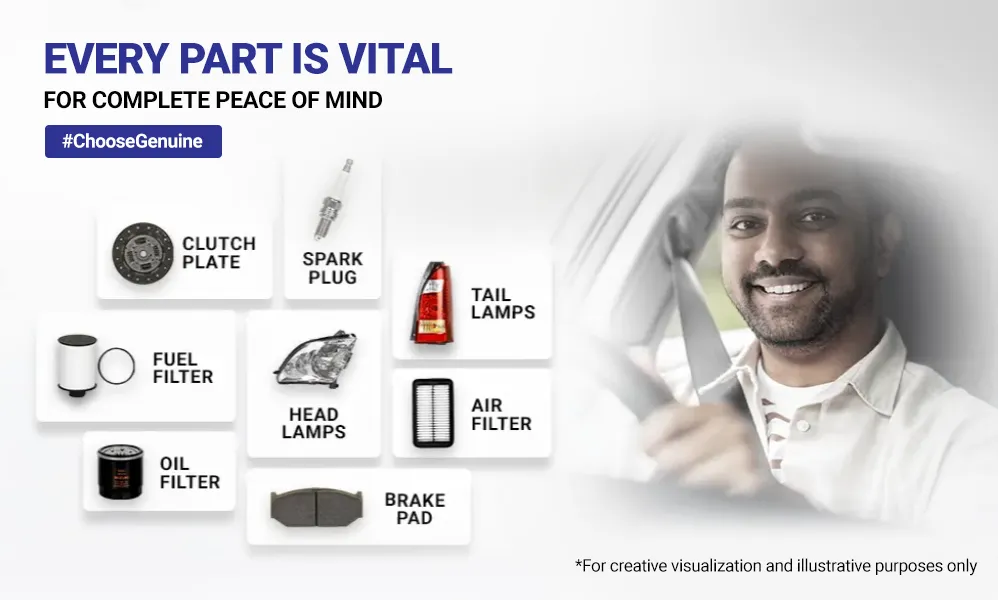 EVERY PART IS VITAL
FOR COMPLETE PEACE OF MIND
#ChooseGenuine
CLUTCH
PLATE
SPARK
PLUG
TAIL
LAMPS
FUEL
FILTER
HEAD
LAMPS
AIR
FILTER
OIL
FILTER
BRAKE
PAD
*For creative visualization and illustrative purposes only